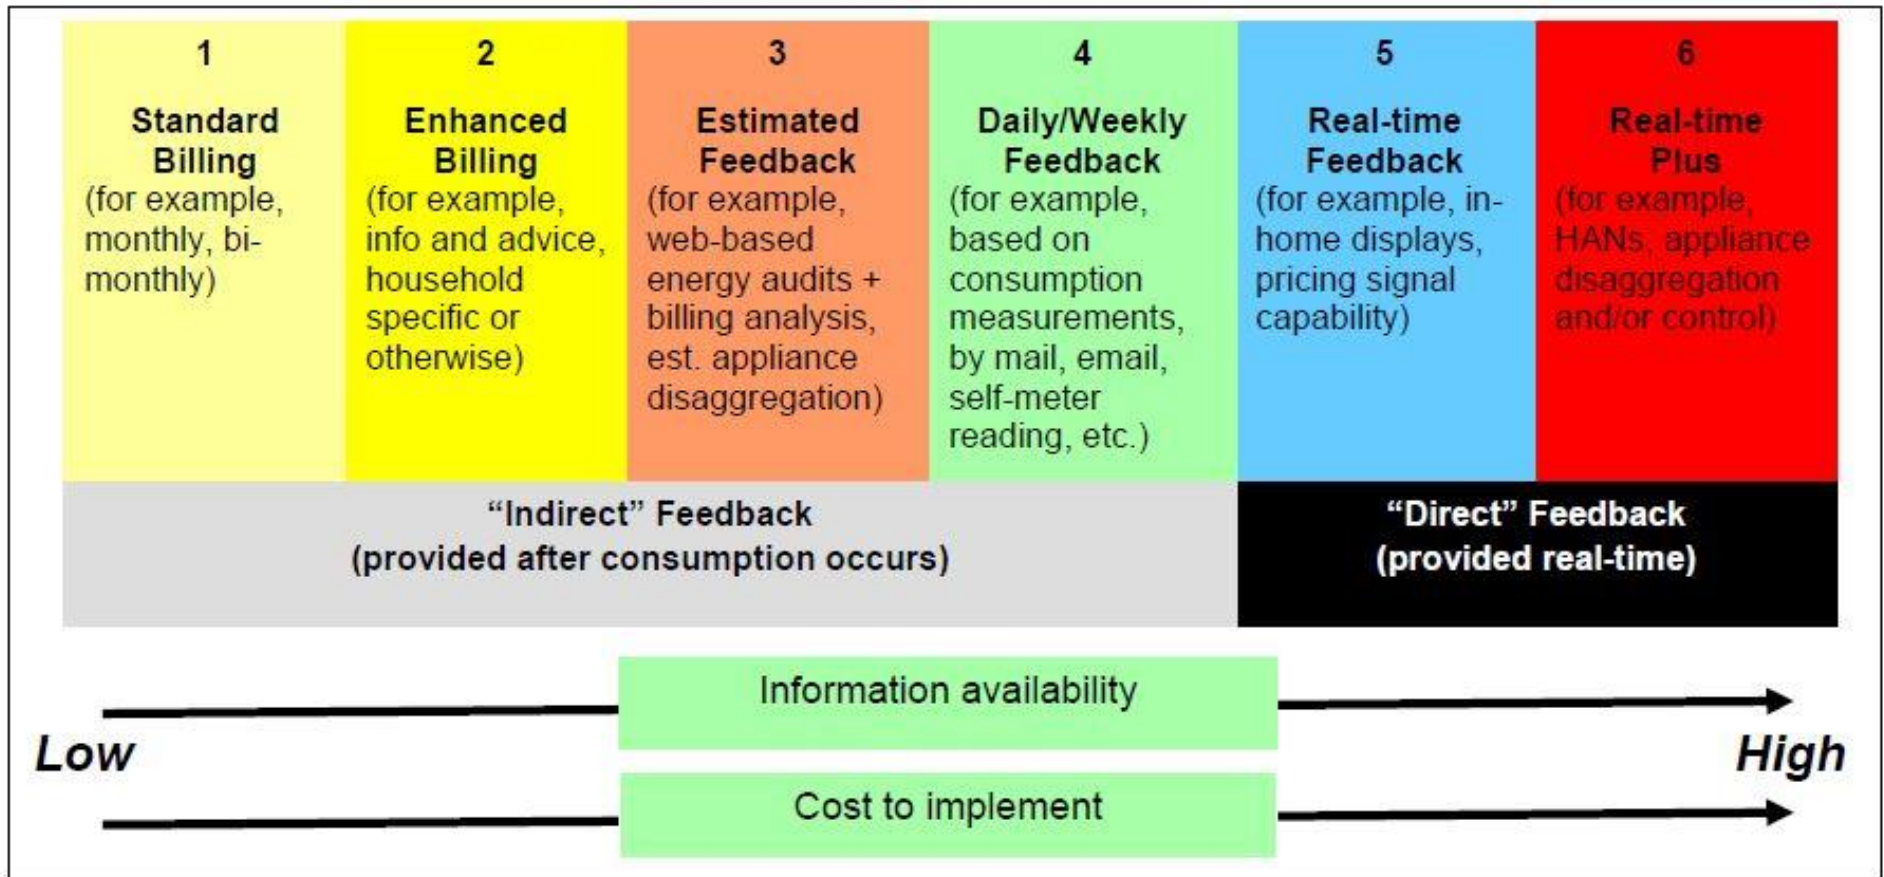 1
Standard
Billing
(for example,
monthly, bi-
monthly)
2
Enhanced
Billing
(for example,
info and advice,
household
specific or
otherwise)
3
Estimated
Feedback
(for example,
web-based
energy audits +
billing analysis,
est. appliance
disaggregation)
4
Daily/Weekly
Feedback
(for example,
based on
consumption
measurements,
by mail, email,
self-meter
reading, etc.)
5
Real-time
Feedback
(for example, in-
home displays,
pricing signal
capability)
6
Real-time
Plus
(for example,
HANs, appliance
disaggregation
and/or control)
“Indirect” Feedback
(provided after consumption occurs)
“Direct” Feedback
(provided real-time)
Information availability
Low
High
Cost to implement